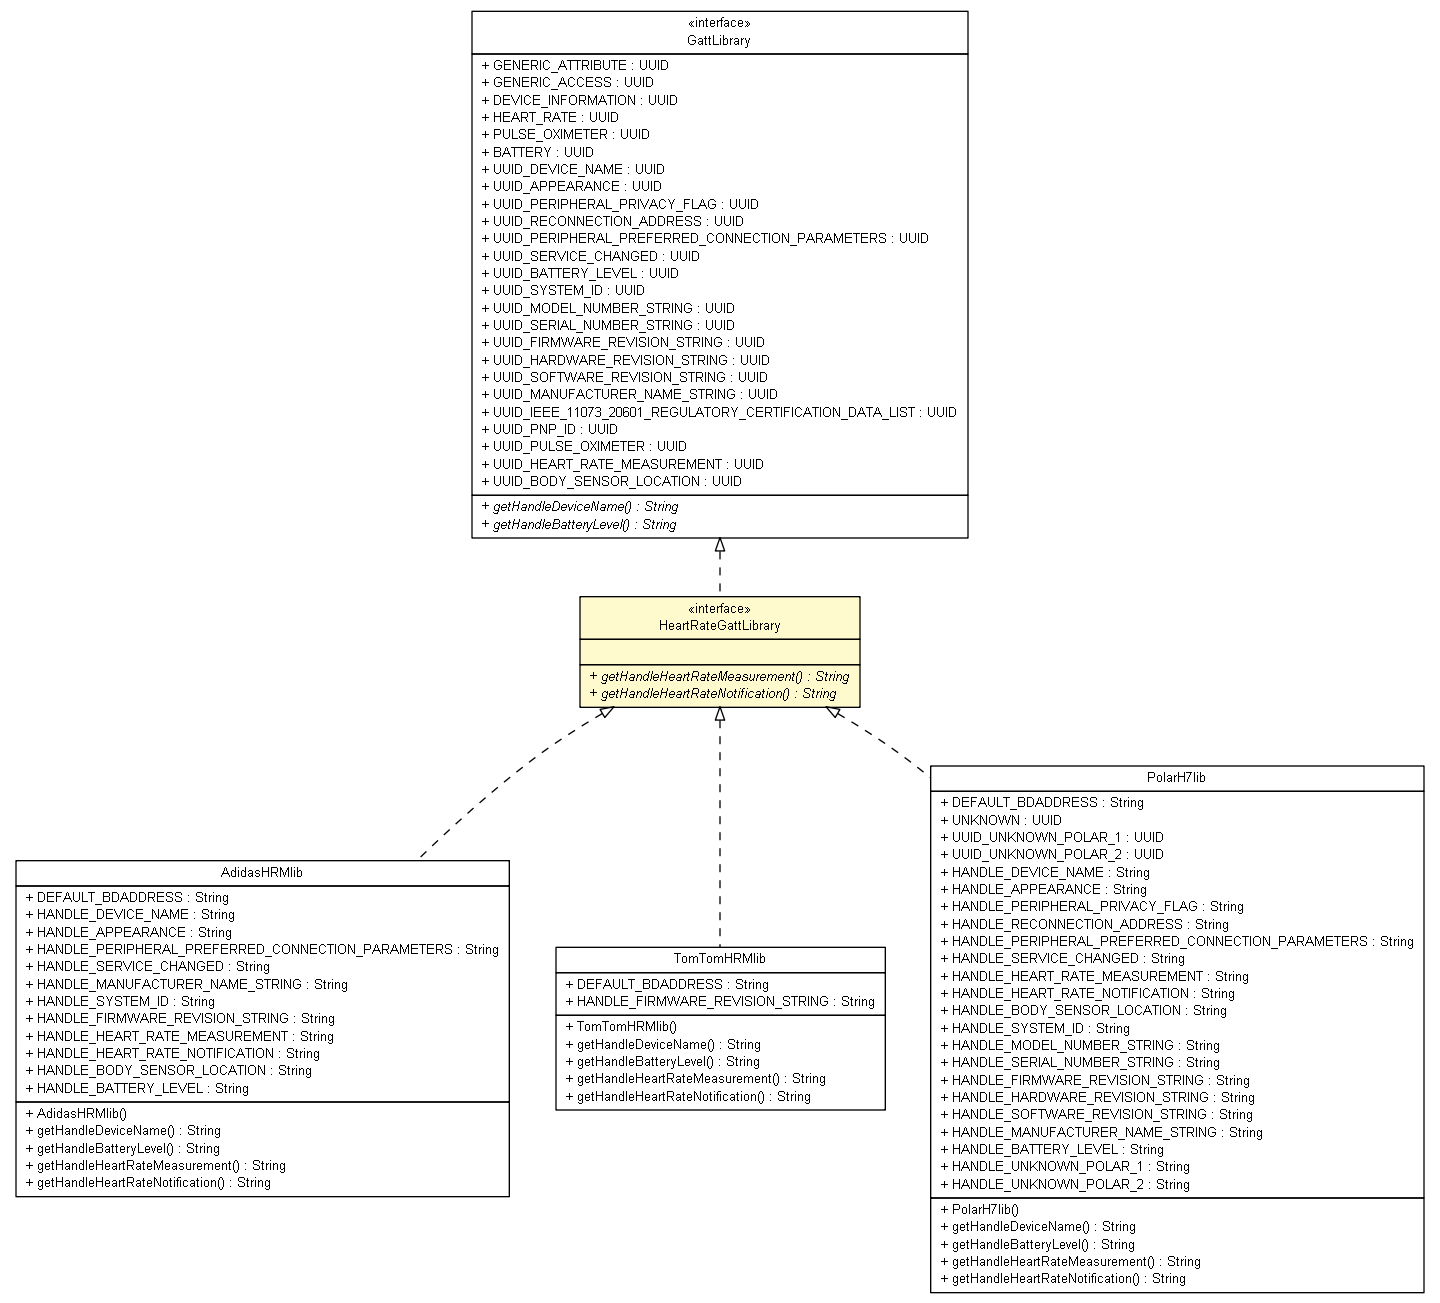 «interface»
GattLibrary
+ GENERIC_ATTRIBUTE : UUID
+ GENERIC_ACCESS : UUID
+ DEVICE_INFORMATION : UUID
+ HEART_RATE : UUID
+ PULSE_OXIMETER : UUID
+ BATTERY : UUID
+ UUID_DEVICE_NAME : UUID
+ UUID_APPEARANCE : UUID
+ UUID_PERIPHERAL_PRIVACY_FLAG : UUID
+ UUID_RECONNECTION_ADDRESS : UUID
+ UUID_PERIPHERAL_PREFERRED_CONNECTION_PARAMETERS : UUID
+ UUID_SERVICE_CHANGED : UUID
+ UUID_BATTERY_LEVEL : UUID
+ UUID_SYSTEM_ID : UUID
+ UUID_MODEL_NUMBER_STRING : UUID
+ UUID_SERIAL_NUMBER_STRING : UUID
+ UUID_FIRMWARE_REVISION_STRING : UUID
+ UUID_HARDWARE_REVISION_STRING : UUID
+ UUID_SOFTWARE_REVISION_STRING : UUID
+ UUID_MANUFACTURER_NAME_STRING : UUID
+ UUID_IEEE_11073_20601_REGULATORY_CERTIFICATION_DATA_LIST : UUID
+ UUID_PNP_ID : UUID
+ UUID_PULSE_OXIMETER : UUID
+ UUID_HEART_RATE_MEASUREMENT : UUID
+ UUID_BODY_SENSOR_LOCATION : UUID
+ getHandleDeviceName() : String
+ getHandleBatteryLevel() : String
«interface»
HeartRateGattLibrary
+ getHandleHeartRateMeasurement() : String
+ getHandleHeartRateNotification() : String
AdidasHRMlib
+ DEFAULT_BDADDRESS : String
+ HANDLE_DEVICE_NAME : String
+ HANDLE_APPEARANCE : String
+ HANDLE_PERIPHERAL_PREFERRED_CONNECTION_PARAMETERS : String
+ HANDLE_SERVICE_CHANGED : String
+ HANDLE_MANUFACTURER_NAME_STRING : String
+ HANDLE_SYSTEM_ID : String
+ HANDLE_FIRMWARE_REVISION_STRING : String
+ HANDLE_HEART_RATE_MEASUREMENT : String
+ HANDLE_HEART_RATE_NOTIFICATION : String
+ HANDLE_BODY_SENSOR_LOCATION : String
+ HANDLE_BATTERY_LEVEL : String
+ AdidasHRMlib()
+ getHandleDeviceName() : String
+ getHandleBatteryLevel() : String
+ getHandleHeartRateMeasurement() : String
+ getHandleHeartRateNotification() : String
TomTomHRMlib
+ DEFAULT_BDADDRESS : String
+ HANDLE_FIRMWARE_REVISION_STRING : String
+ TomTomHRMlib()
+ getHandleDeviceName() : String
+ getHandleBatteryLevel() : String
+ getHandleHeartRateMeasurement() : String
+ getHandleHeartRateNotification() : String
PolarH7lib
+ DEFAULT_BDADDRESS : String
+ UNKNOWN : UUID
+ UUID_UNKNOWN_POLAR_1 : UUID
+ UUID_UNKNOWN_POLAR_2 : UUID
+ HANDLE_DEVICE_NAME : String
+ HANDLE_APPEARANCE : String
+ HANDLE_PERIPHERAL_PRIVACY_FLAG : String
+ HANDLE_RECONNECTION_ADDRESS : String
+ HANDLE_PERIPHERAL_PREFERRED_CONNECTION_PARAMETERS : String
+ HANDLE_SERVICE_CHANGED : String
+ HANDLE_HEART_RATE_MEASUREMENT : String
+ HANDLE_HEART_RATE_NOTIFICATION : String
+ HANDLE_BODY_SENSOR_LOCATION : String
+ HANDLE_SYSTEM_ID : String
+ HANDLE_MODEL_NUMBER_STRING : String
+ HANDLE_SERIAL_NUMBER_STRING : String
+ HANDLE_FIRMWARE_REVISION_STRING : String
+ HANDLE_HARDWARE_REVISION_STRING : String
+ HANDLE_SOFTWARE_REVISION_STRING : String
+ HANDLE_MANUFACTURER_NAME_STRING : String
+ HANDLE_BATTERY_LEVEL : String
+ HANDLE_UNKNOWN_POLAR_1 : String
+ HANDLE_UNKNOWN_POLAR_2 : String
+ PolarH7lib()
+ getHandleDeviceName() : String
+ getHandleBatteryLevel() : String
+ getHandleHeartRateMeasurement() : String
+ getHandleHeartRateNotification() : String